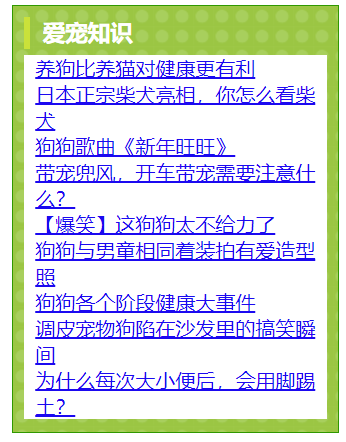 爱宠知识
养狗比养猫对健康更有利
日本正宗柴犬亮相，你怎么看柴
犬
狗狗歌曲《新年旺旺》
带宠兜风，开车带宠需要注意什
么？
【爆笑】这狗狗太不给力了
狗狗与男童相同着装拍有爱造型
照
狗狗各个阶段健康大事件
调皮宠物狗陷在沙发里的搞笑瞬
间
为什么每次大小便后，会用脚踢
土？